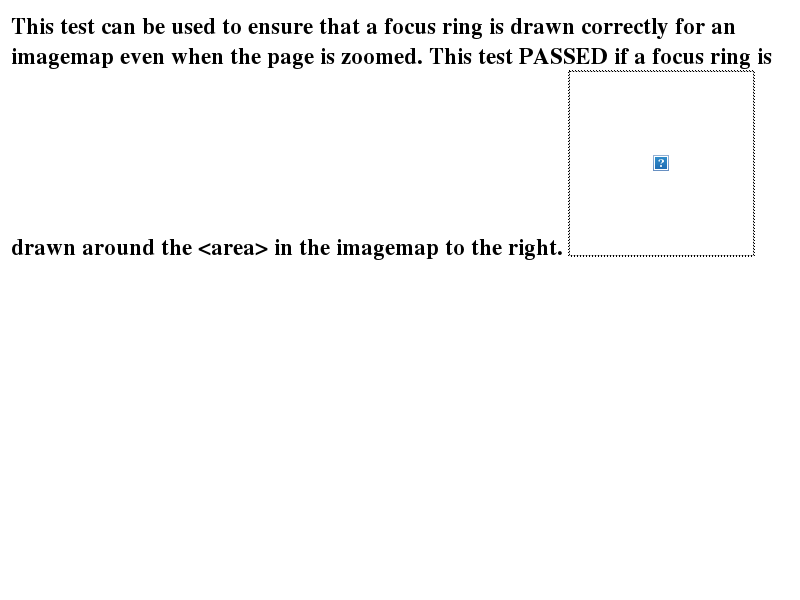 This test can be used to ensure that a focus ring is drawn correctly for an
imagemap even when the page is zoomed. This test PASSED if a focus ring is
drawn around the <area> in the imagemap to the right.
?